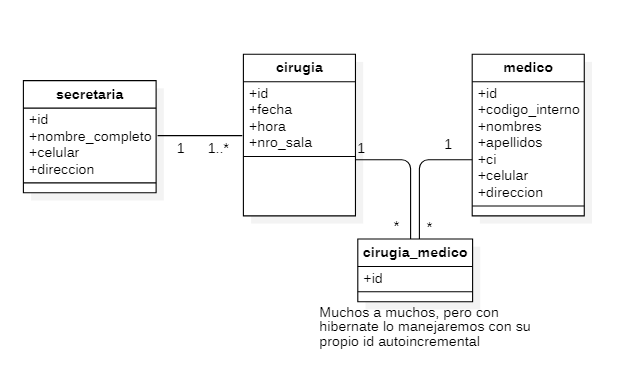 secretaria
+id
+nombre_completo
+celular
+direccion
1
1..*
cirugia
+id
+fecha
+hora
+nro_sala
1
medico
+id
+codigo_interno
+nombres
+apellidos
+ci
+celular
+direccion
1
*
*
cirugia_medico
+id
Muchos a muchos, pero con
hibernate lo manejaremos con su
propio id autoincremental